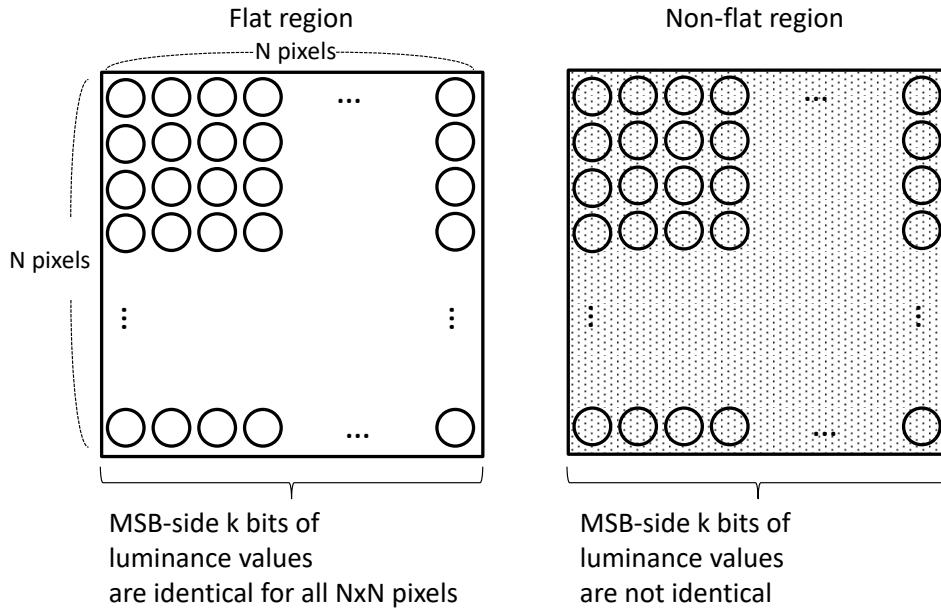 Flat region
N pixels
N pixels
...
...
...
...
MSB-side k bits of
luminance values
are identical for all NxN pixels
Non-flat region
...
...
...
...
MSB-side k bits of
luminance values
are not identical